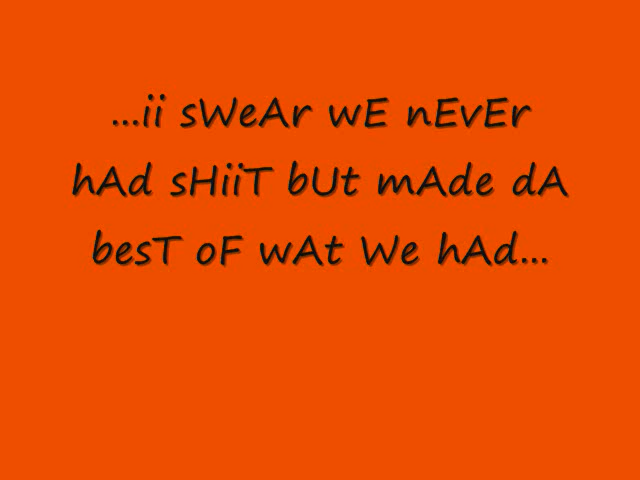 ...ii sWeAr wE nEvEr
hAd sHiiT bUt mAde dA
besT oF wAt We hAd...